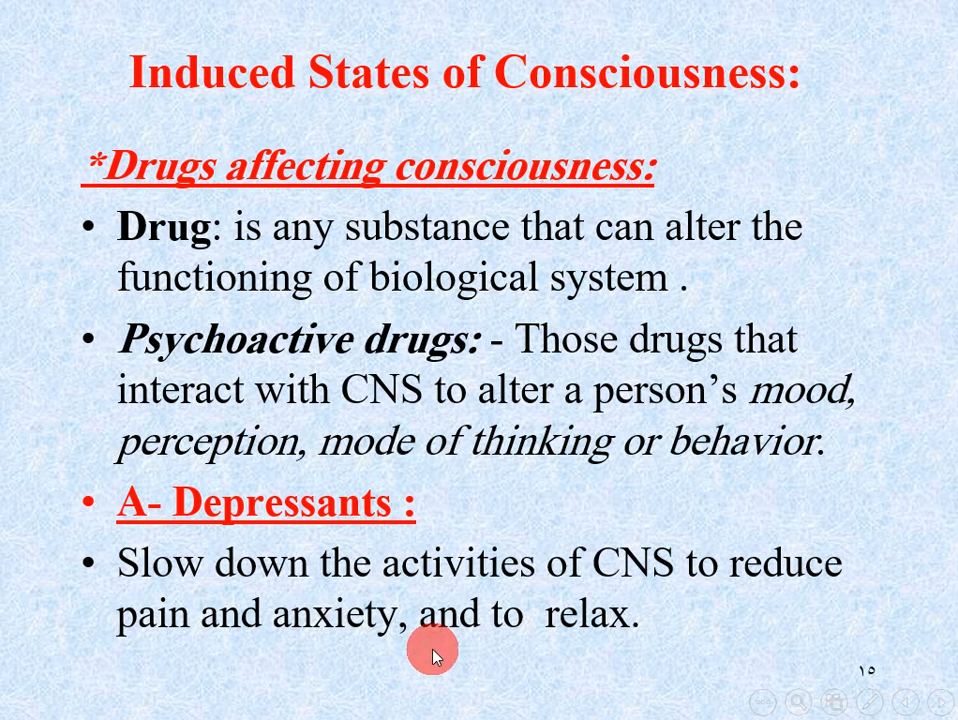 Induced States of Consciousness:
*Drugs affecting consciousness:
• Drug: is any substance that can alter the
functioning of biological system .
• Psychoactive drugs: - Those drugs that
interact with CNS to alter a person’s mood,
perception, mode of thinking or behavior.
• A- Depressants :
• Slow down the activities of CNS to reduce
pain and anxiety, and to  relax.
١٥